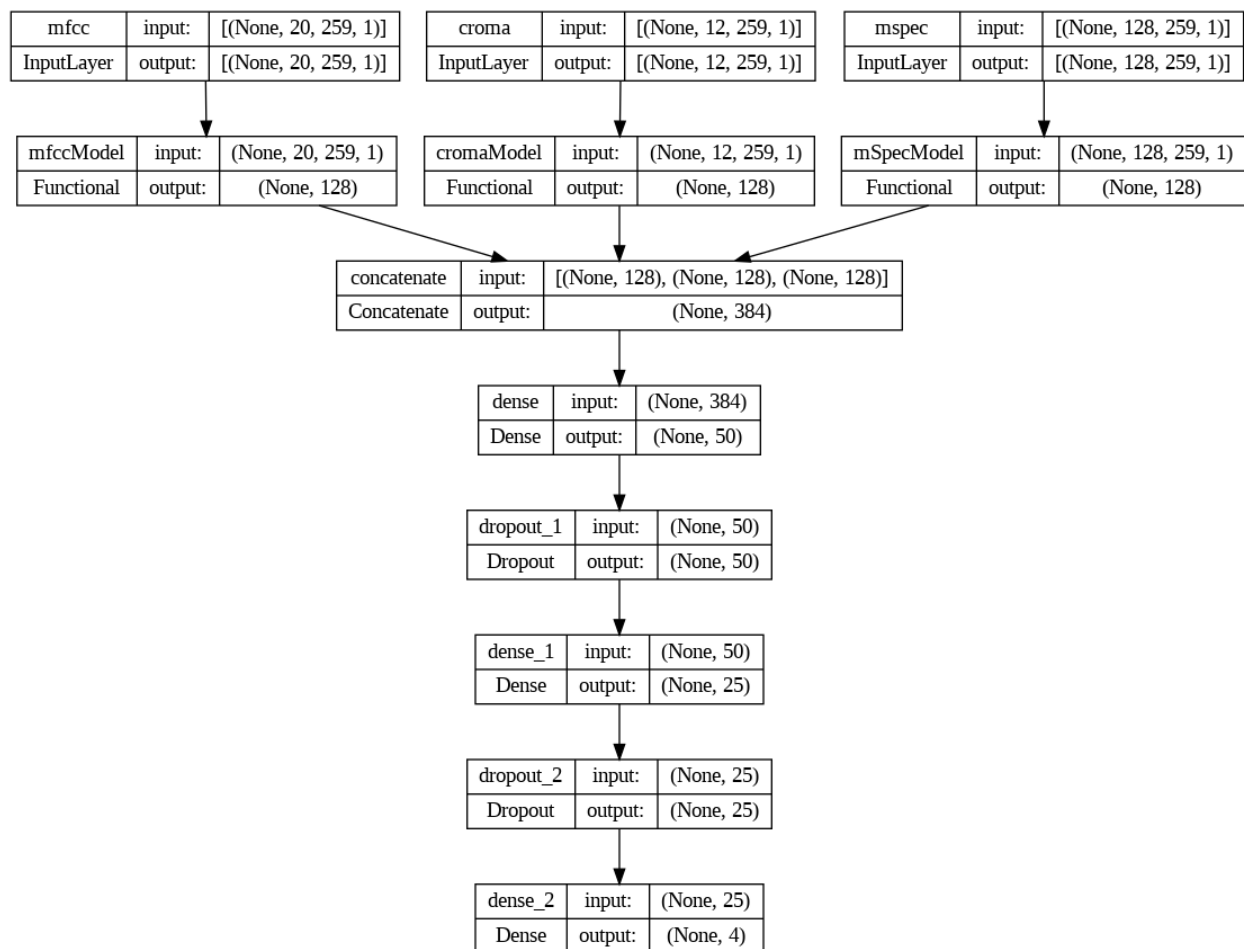 mfcc input: [(None, 20, 259, 1)]
InputLayer output: [(None, 20, 259, 1)]
croma input: [(None, 12, 259, 1)]
InputLayer output: [(None, 12, 259, 1)]
mspec input: [(None, 128, 259, 1)]
InputLayer output: [(None, 128, 259, 1)]
mfccModel input: (None, 20, 259, 1)
Functional output: (None, 128)
cromaModel input: (None, 12, 259, 1)
Functional output: (None, 128)
mSpecModel input: (None, 128, 259, 1)
Functional output: (None, 128)
concatenate input: [(None, 128), (None, 128), (None, 128)]
Concatenate output: (None, 384)
dense input: (None, 384)
Dense output: (None, 50)
dropout_1 input: (None, 50)
Dropout output: (None, 50)
dense_1 input: (None, 50)
Dense output: (None, 25)
dropout_2 input: (None, 25)
Dropout output: (None, 25)
dense_2 input: (None, 25)
Dense output: (None, 4)